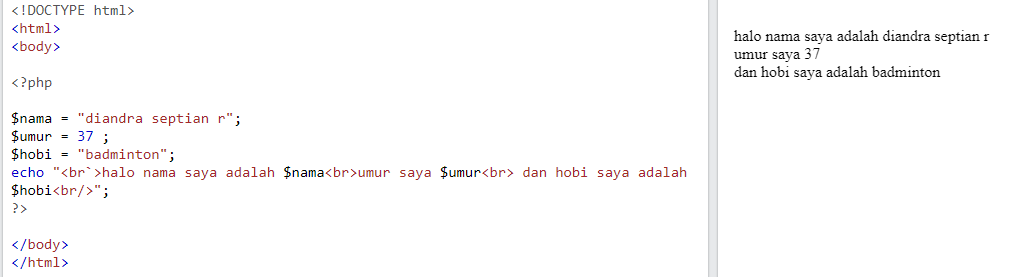 <!DOCTYPE html>
<html>
<body>
<?php
$nama = "diandra septian r";
$umur = 37 ;
$hobi = "badminton";
echo "<br`>halo nama saya adalah $nama<br>umur saya $umur<br> dan hobi saya adalah
$hobi<br/>";
?>
</body>
</html>
halo nama saya adalah diandra septian r
umur saya 37
dan hobi saya adalah badminton